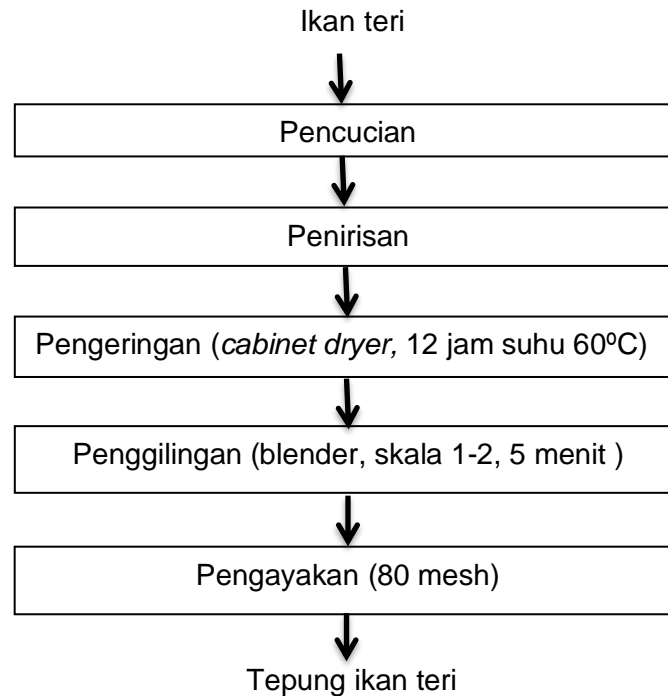 Ikan teri
Pencucian
Penirisan
Pengeringan (cabinet dryer, 12 jam suhu 60⁰C)
Penggilingan (blender, skala 1-2, 5 menit )
Pengayakan (80 mesh)
Tepung ikan teri